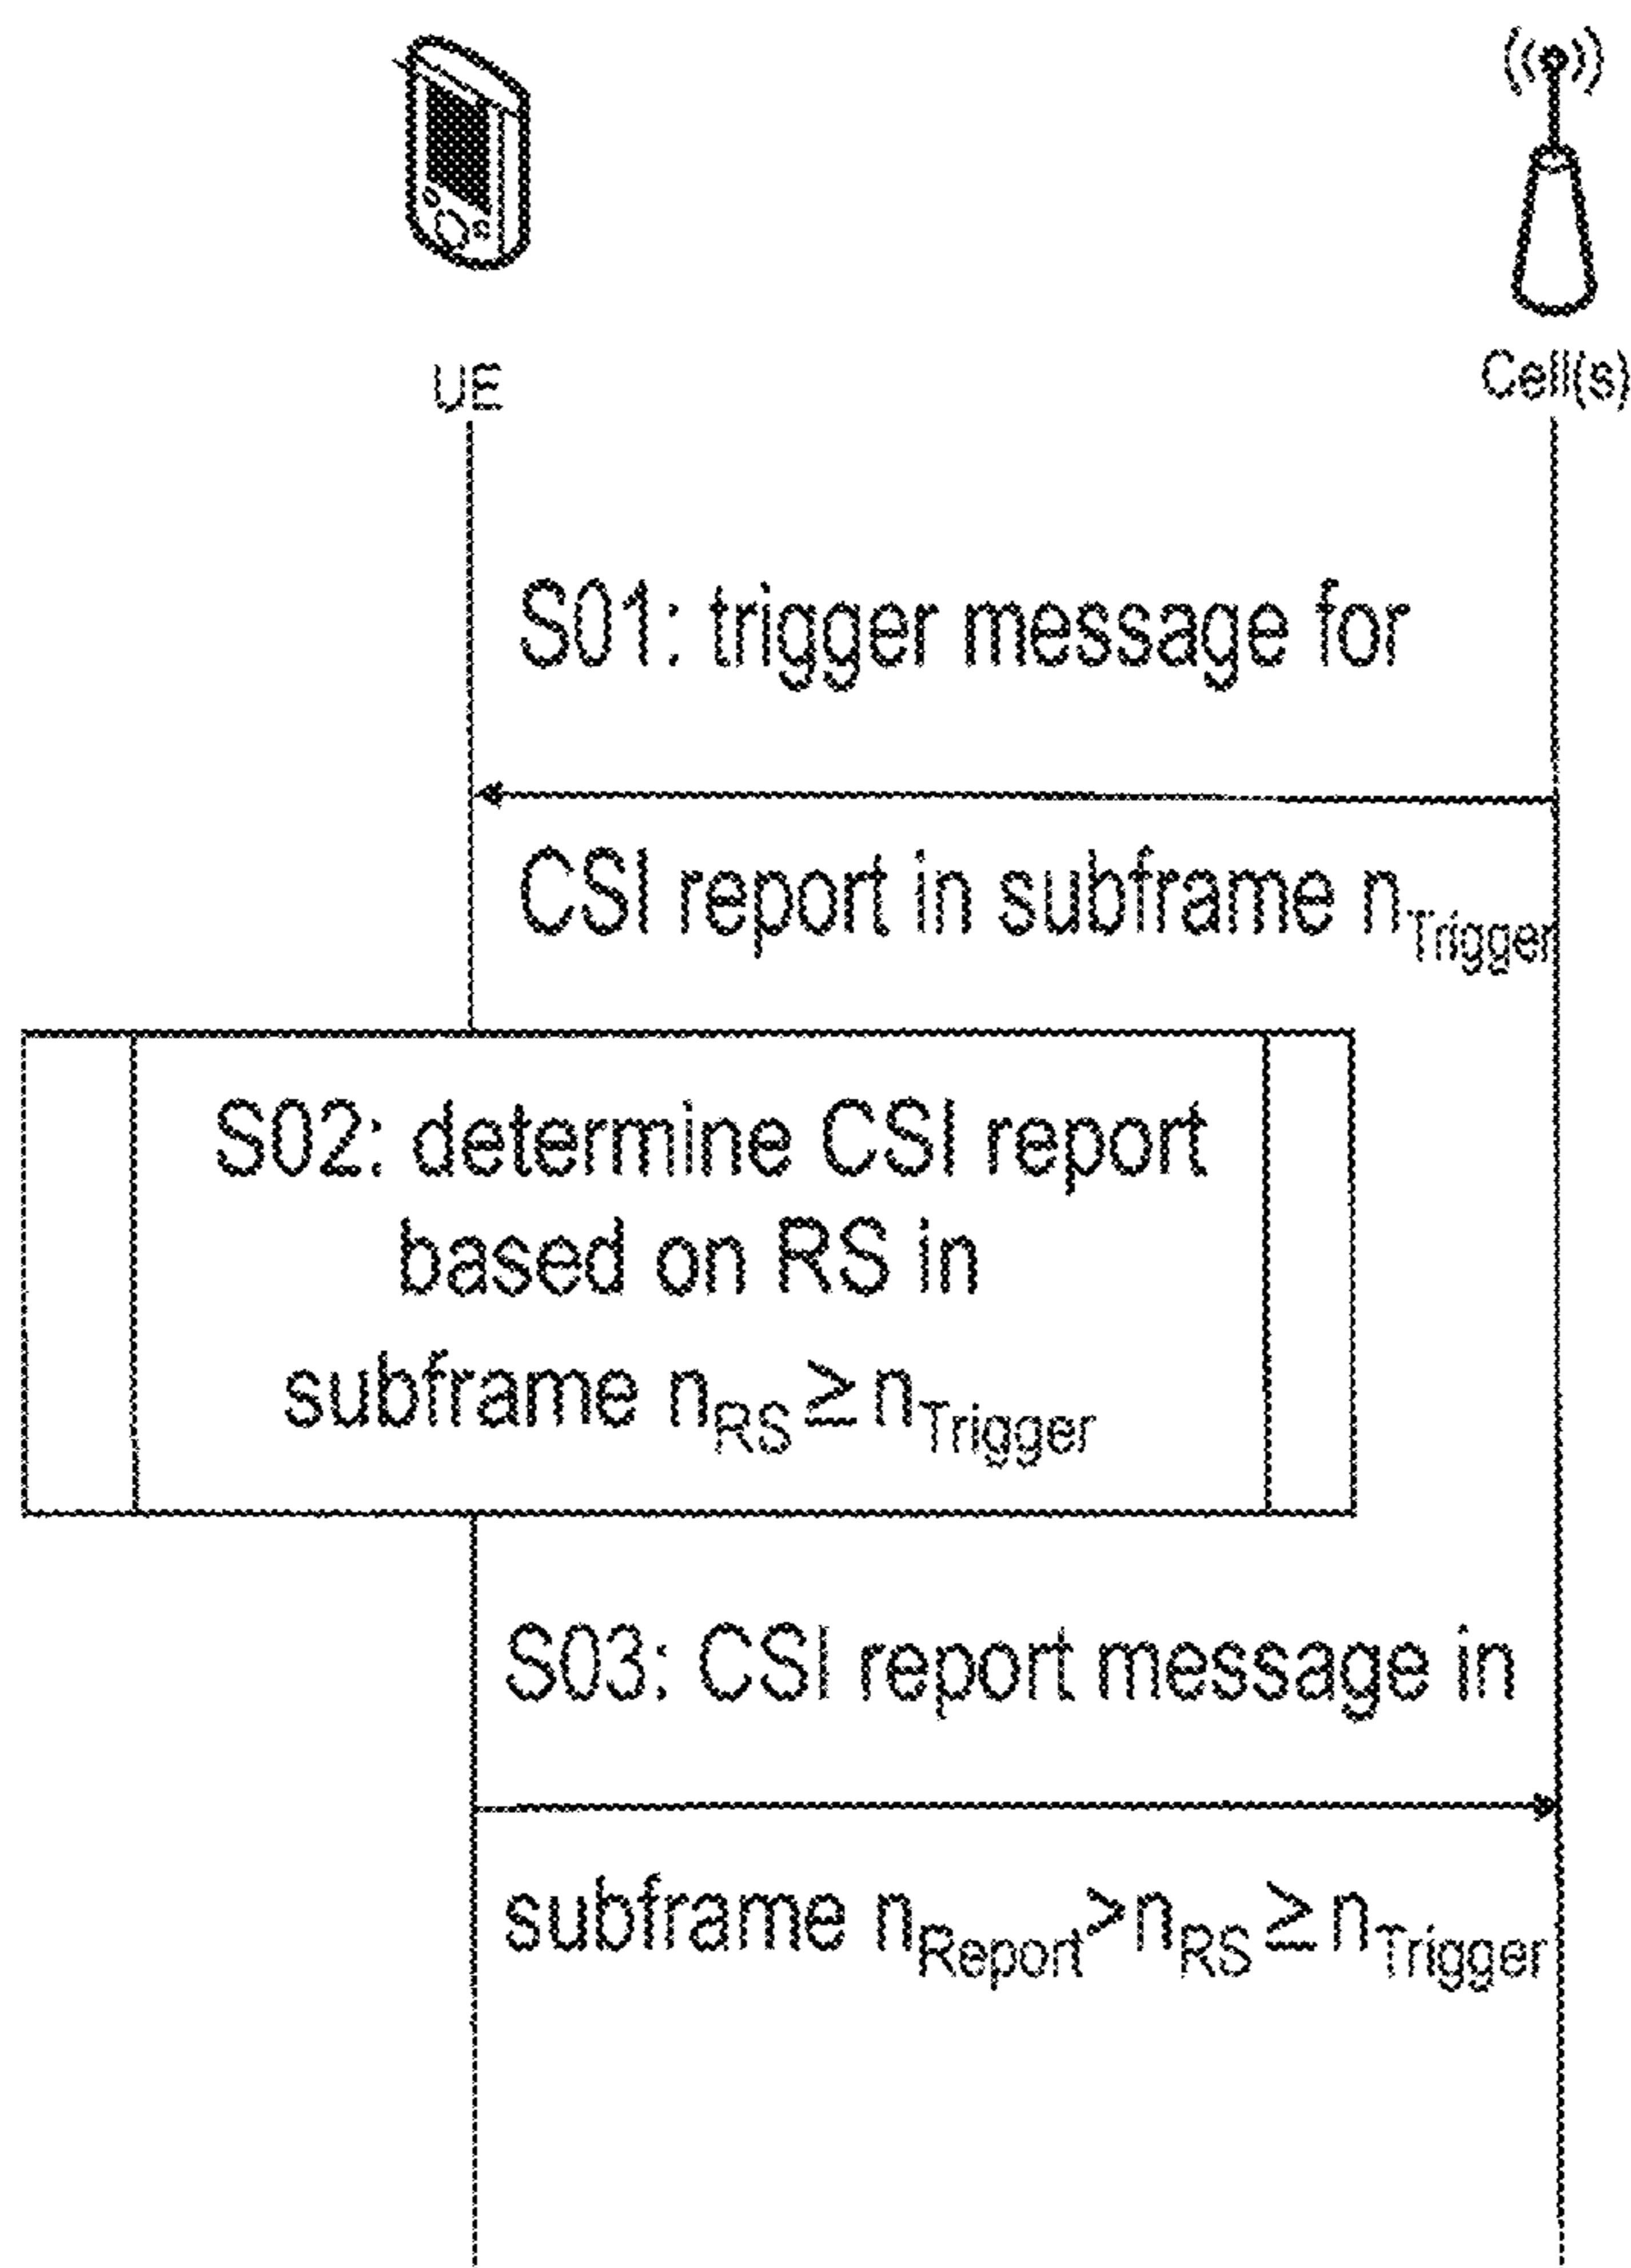 UE
Cell(s)
S01: trigger message for
CSI report in subframe nTrigger
S02: determine CSI report
based on RS in
subframe nRS ≥ nTrigger
S03: CSI report message in
subframe nReport>nRS ≥ nTrigger